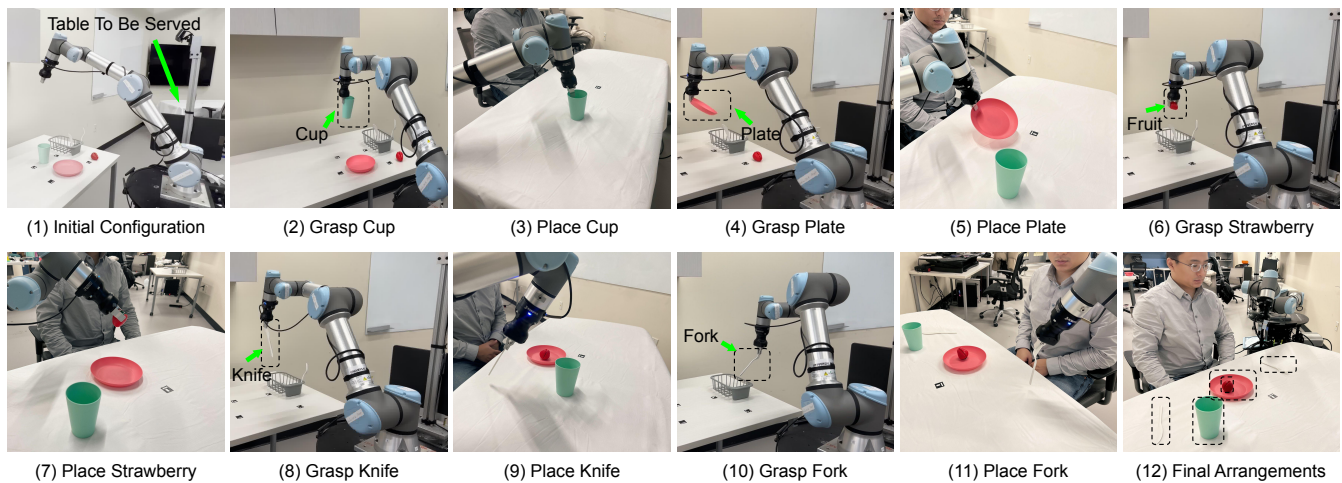 Table To Be Served
(1) Initial Configuration
Cup
(2) Grasp Cup
(3) Place Cup
Plate
(4) Grasp Plate
(5) Place Plate
Fruit
(6) Grasp Strawberry
(7) Place Strawberry
Knife
(8) Grasp Knife
(9) Place Knife
Fork
(10) Grasp Fork
(11) Place Fork
(12) Final Arrangements